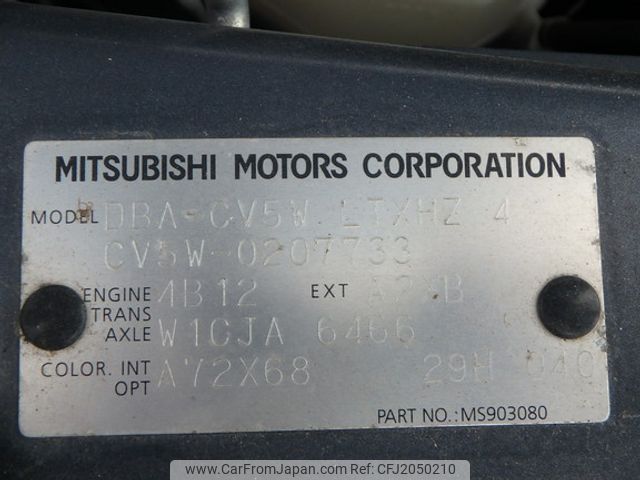 MITSUBISHI MOTORS CORPORATION
MODEL DBA-CV5W LTXHZ 4
CV5W-0207733
ENGINE 4B12 EXT
TRANS
AXLE W1CJA 6466
COLOR. INT A72X68 29H 040
OPT
PART NO.:MS903080
www.CarFromJapan.com | CFJ2050210